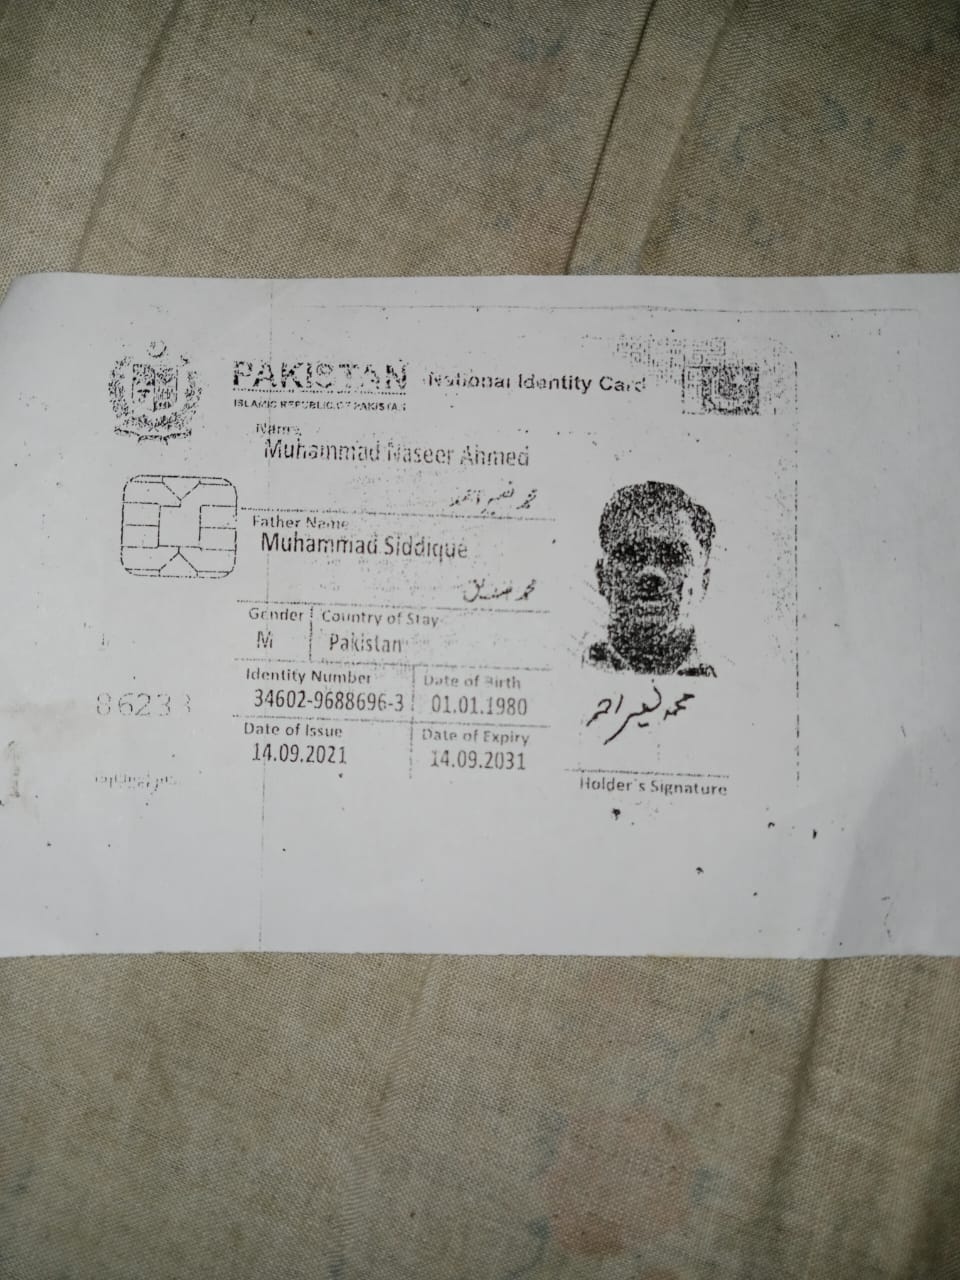 PAKISTAN National Identity Card
ISLAMIC REPUBLIC OF PAKISTAN
Name
Muhammad Naseer Ahmed
محمد نصیر احمد
Father Name
Muhammad Siddique
محمد صدیق
Gender Country of Stay
M Pakistan
Identity Number Date of Birth
34602-9688696-3 01.01.1980
Date of Issue Date of Expiry
14.09.2021 14.09.2031
محمد نصیر احمد
Holder's Signature